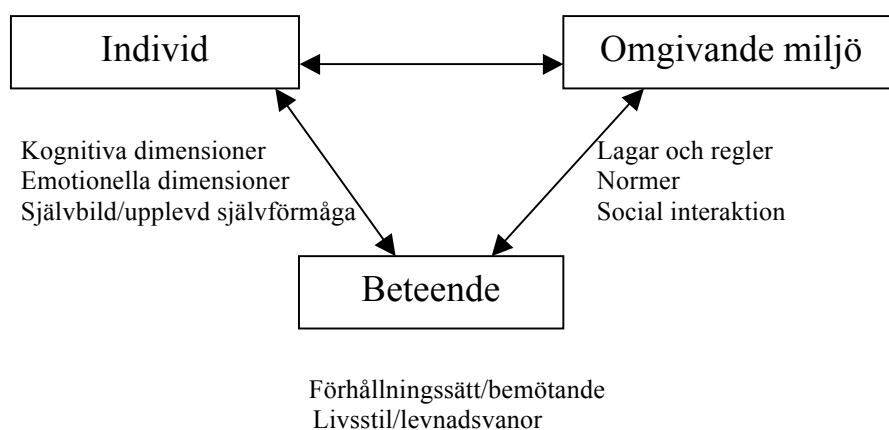 Individ
Omgivande miljö
Kognitiva dimensioner
Emotionella dimensioner
Självbild/upplevd självförmåga
Lagar och regler
Normer
Social interaktion
Beteende
Förhållningssätt/bemötande
Livsstil/levnadsvanor